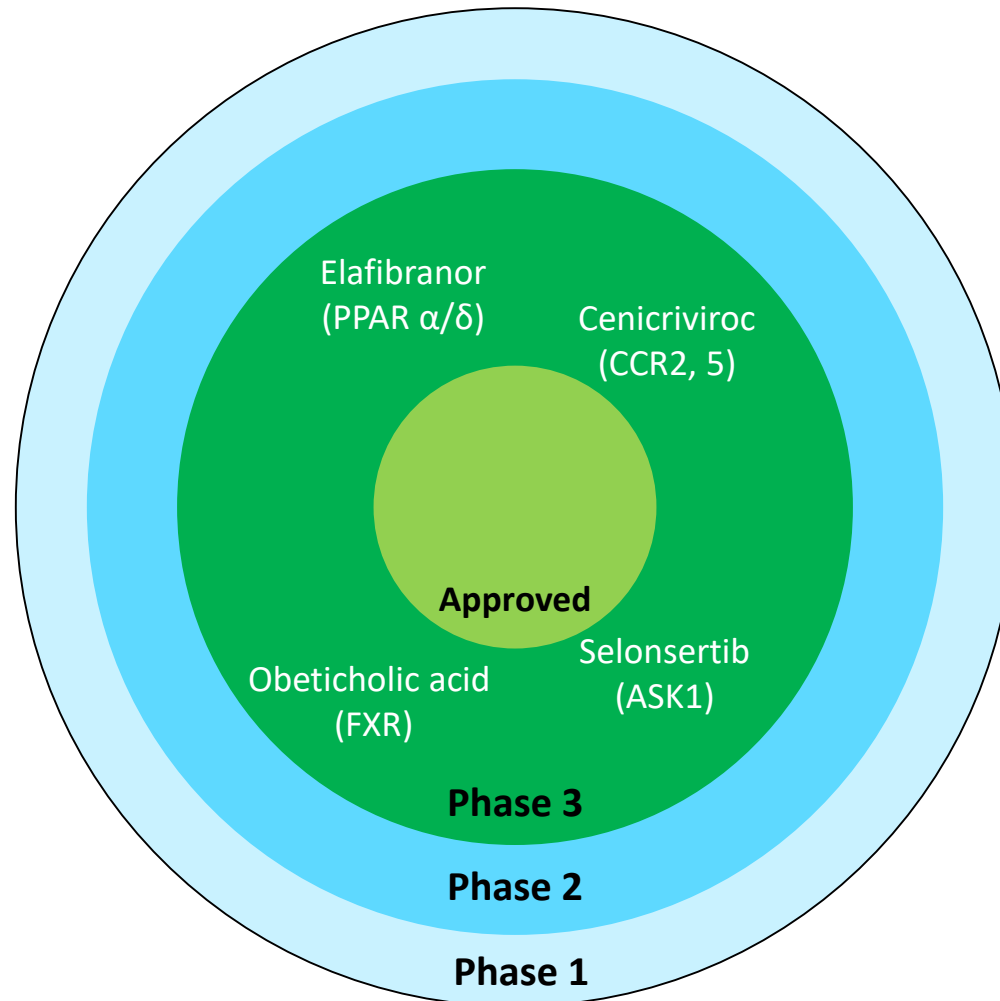 Elafibranor
(PPAR α/δ)
Cenicriviroc
(CCR2, 5)
Approved
Selonsertib
(ASK1)
Obeticholic acid
(FXR)
Phase 3
Phase 2
Phase 1